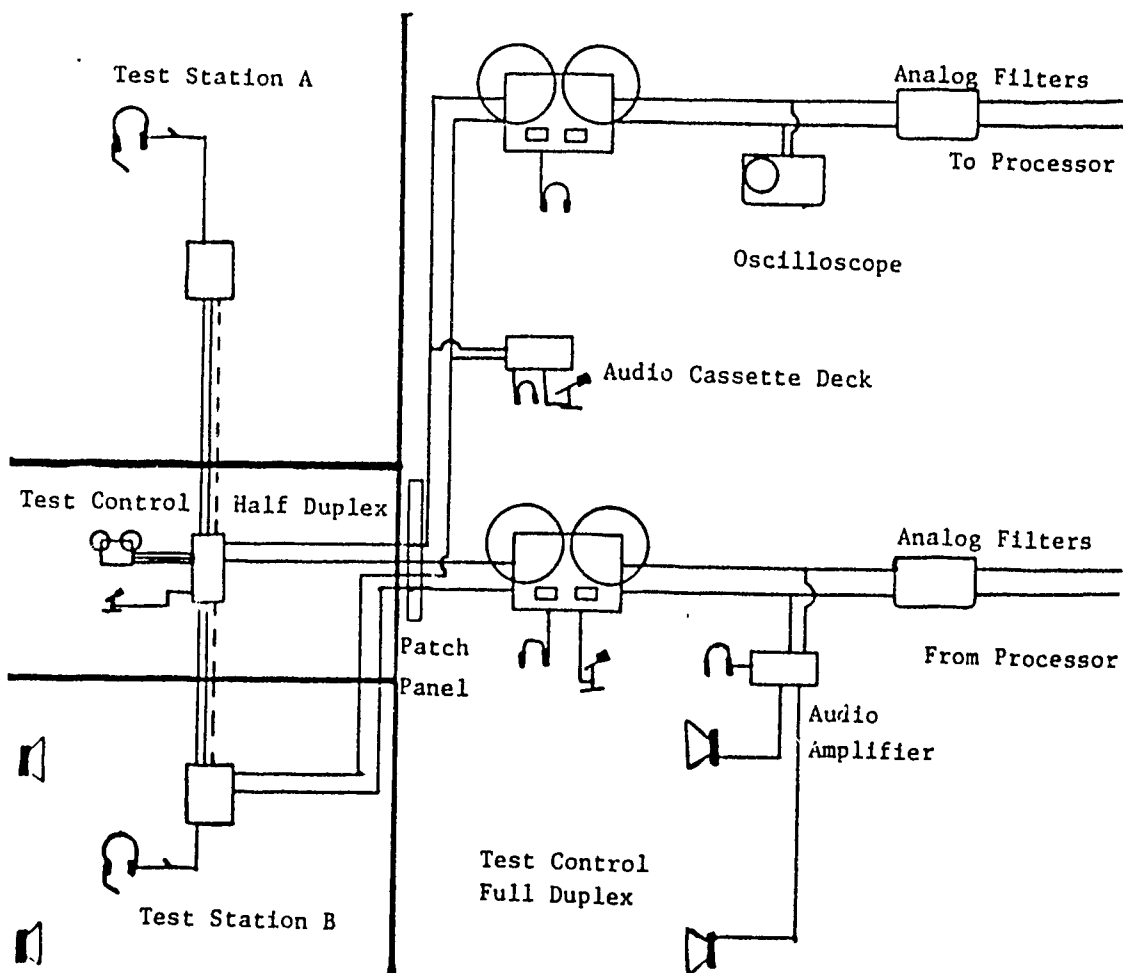 Test Station A
Analog Filters
To Processor
Oscilloscope
Audio Cassette Deck
Test Control
Half Duplex
Analog Filters
Patch
Panel
From Processor
Audio
Amplifier
Test Control
Full Duplex
Test Station B